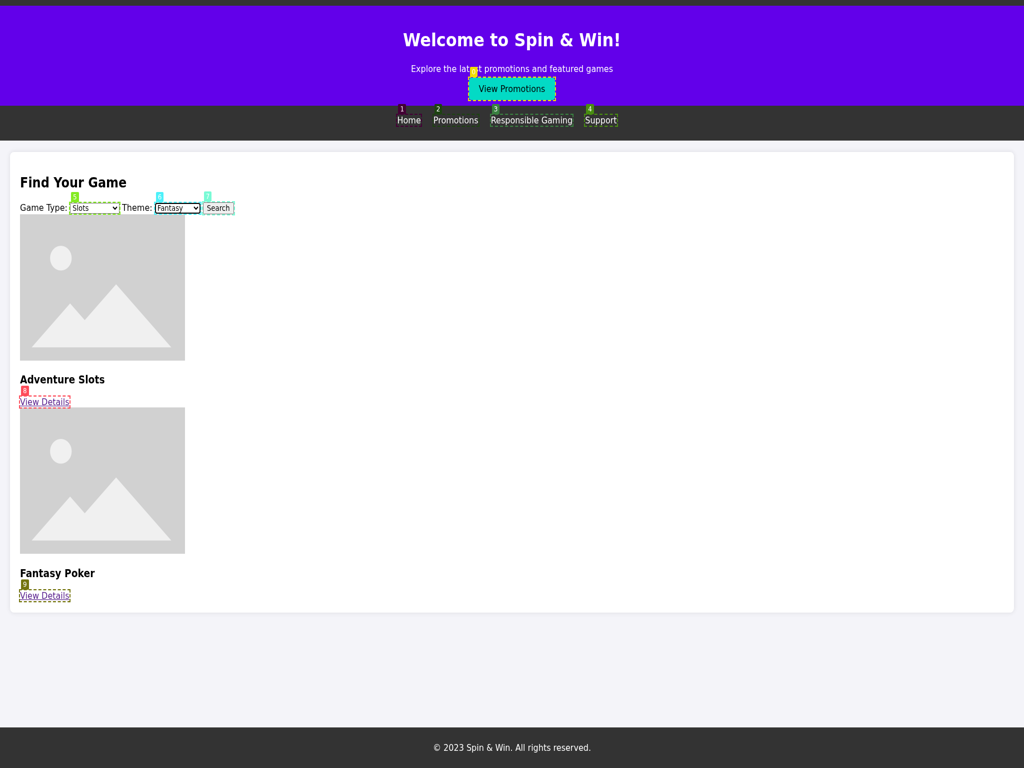 Welcome to Spin & Win!
Explore the latest promotions and featured games
0
View Promotions
1 2 3 4
Home Promotions Responsible Gaming Support
Find Your Game
5 6 7
Game Type: Slots Theme: Fantasy Search
Adventure Slots
8
View Details
Fantasy Poker
9
View Details
© 2023 Spin & Win. All rights reserved.